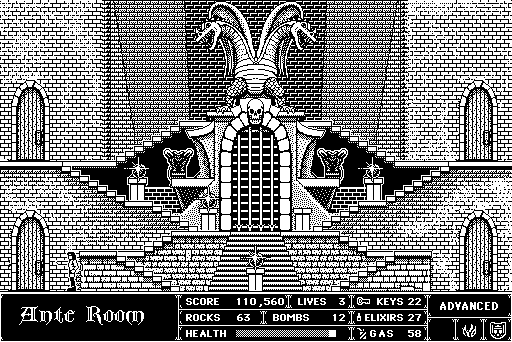 Ante Room
SCORE 110,560 LIVES 3 KEYS 22
ROCKS 63 BOMBS 12 ELIXIRS 27
HEALTH GAS 58
ADVANCED